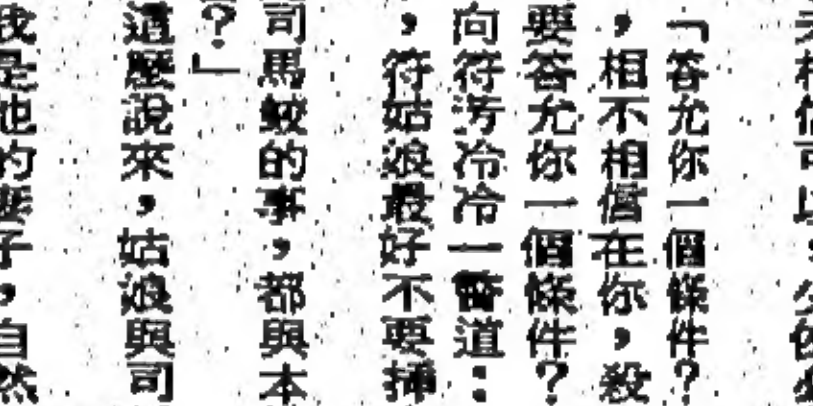 「答允你一個條件？
，相不相信在你，殺
要答允你一個條件？
向符汚冷冷一瞥道：
，符姑娘最好不要插
司馬蛟的事，都與本
？」
這麼說來，姑娘與司
我是他的妻子，自然